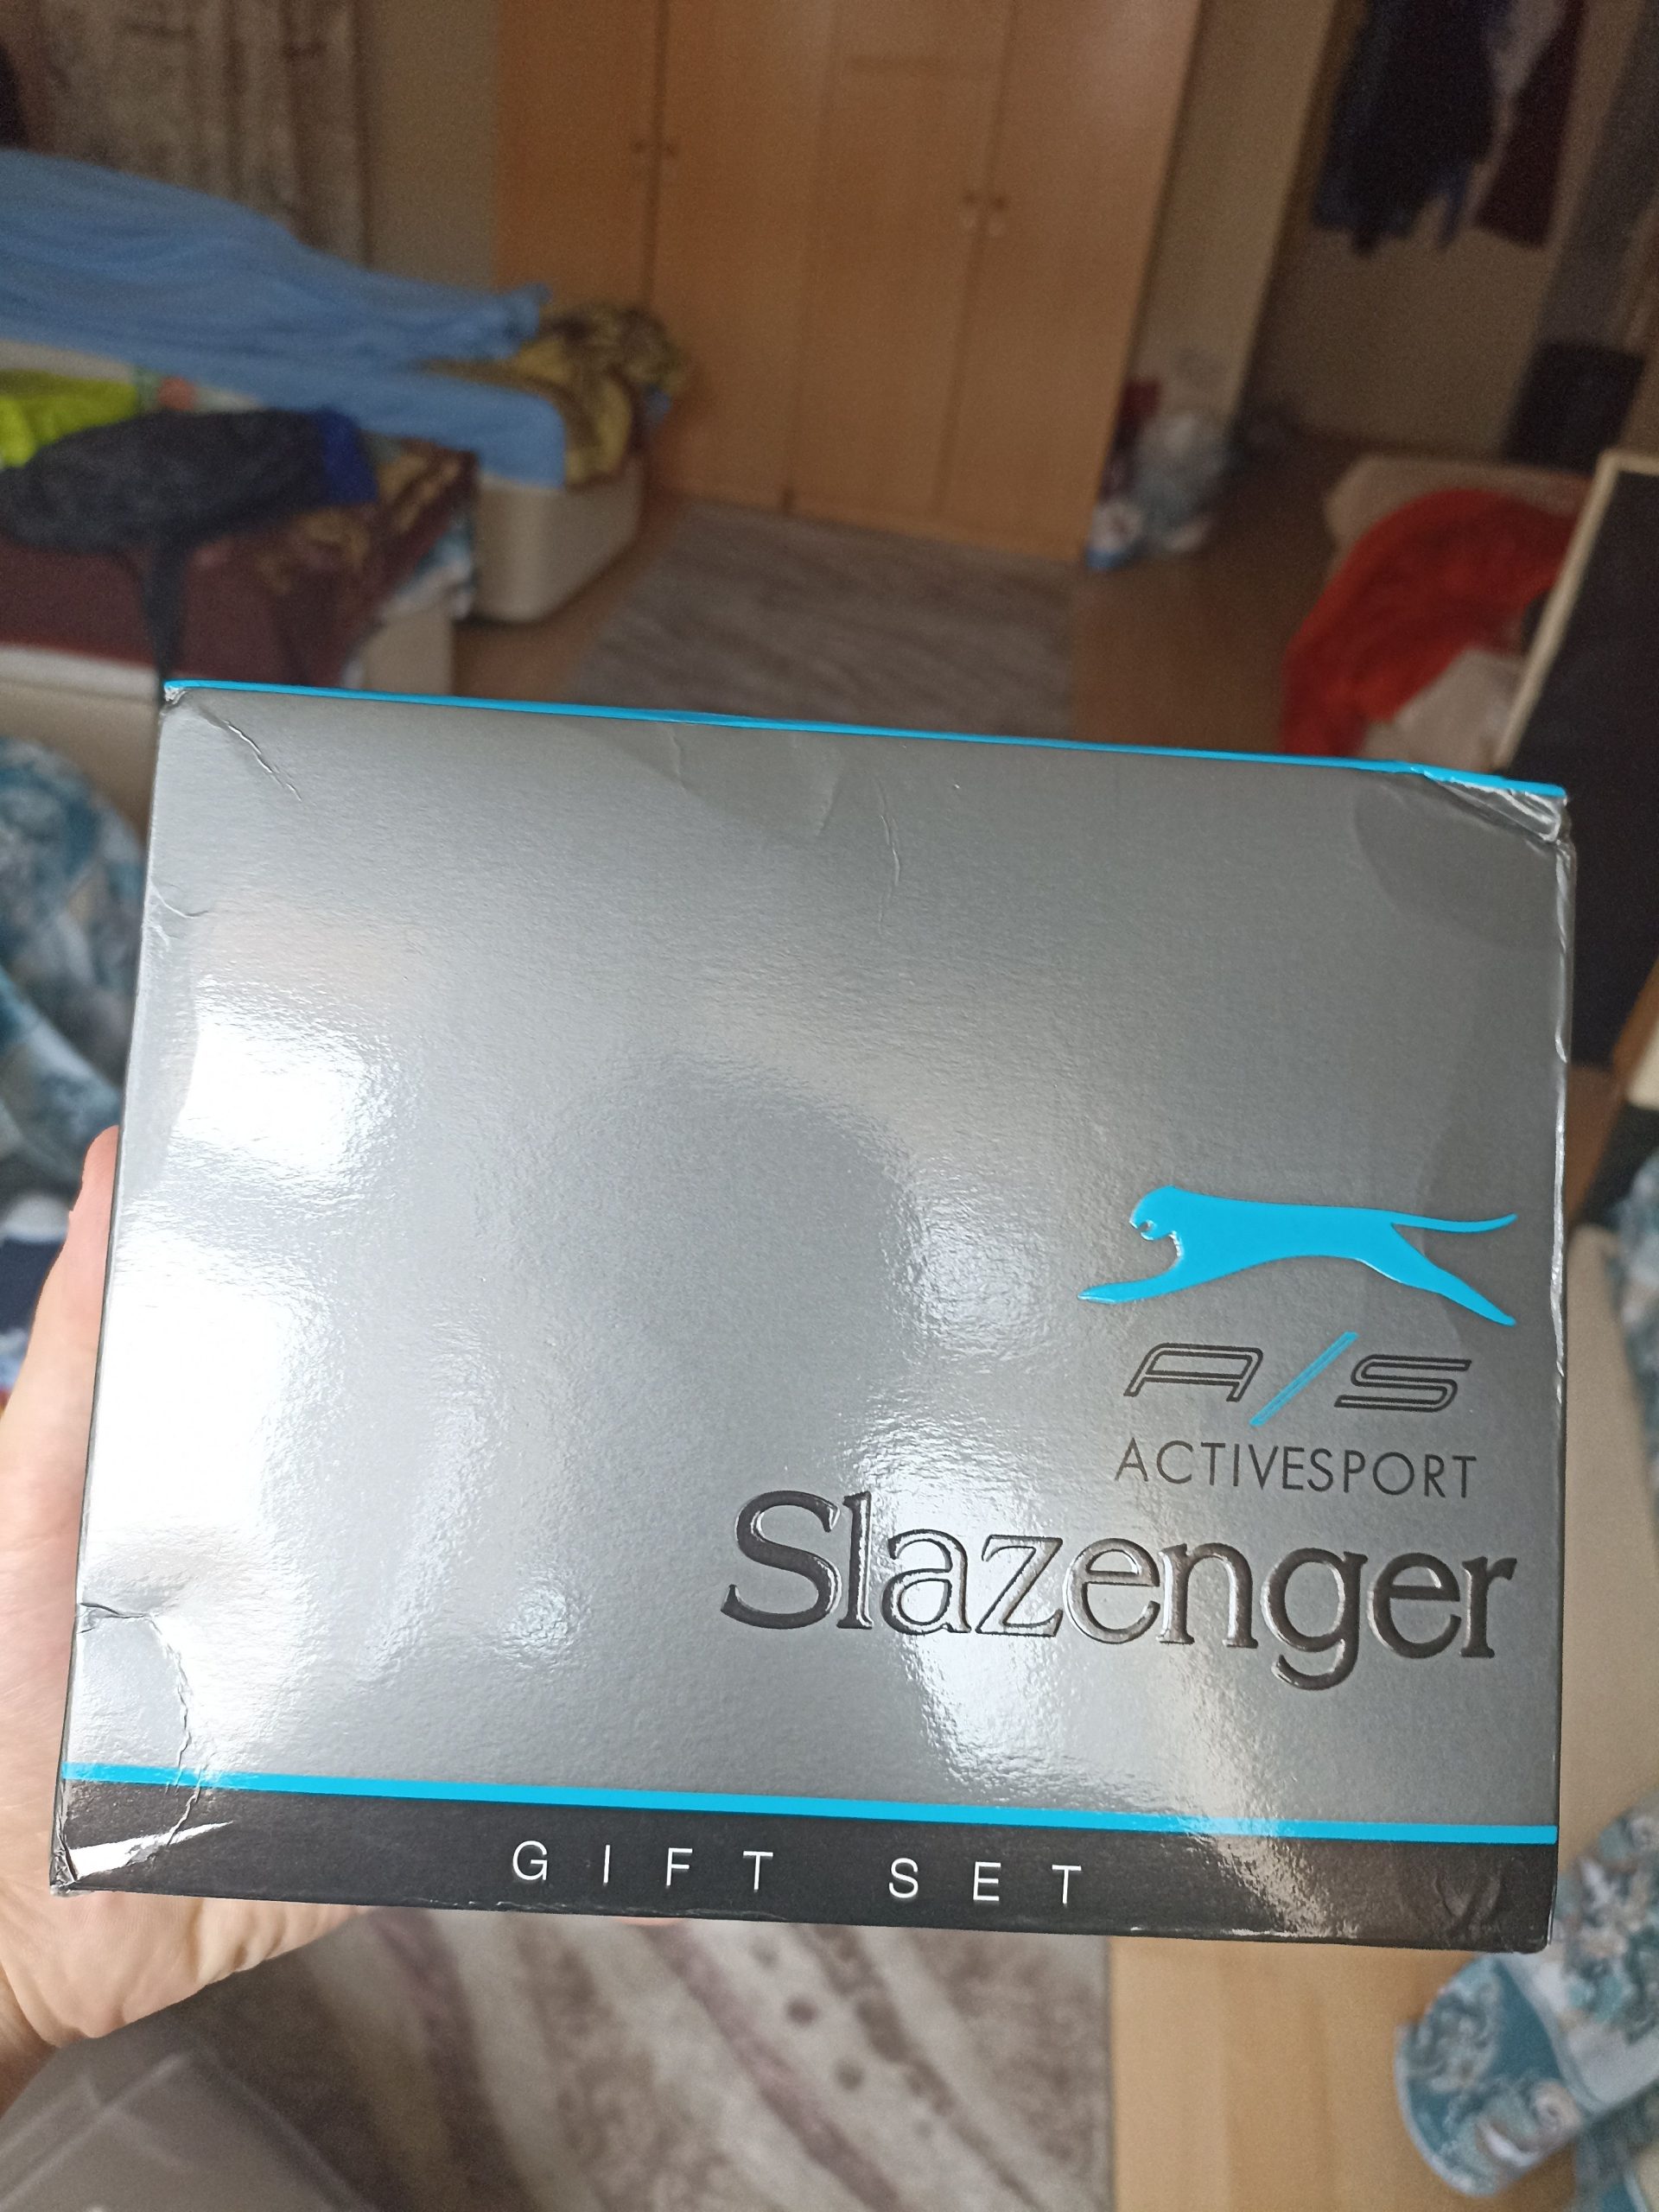 A/S
ACTIVESPORT
Slazenger
GIFT SET